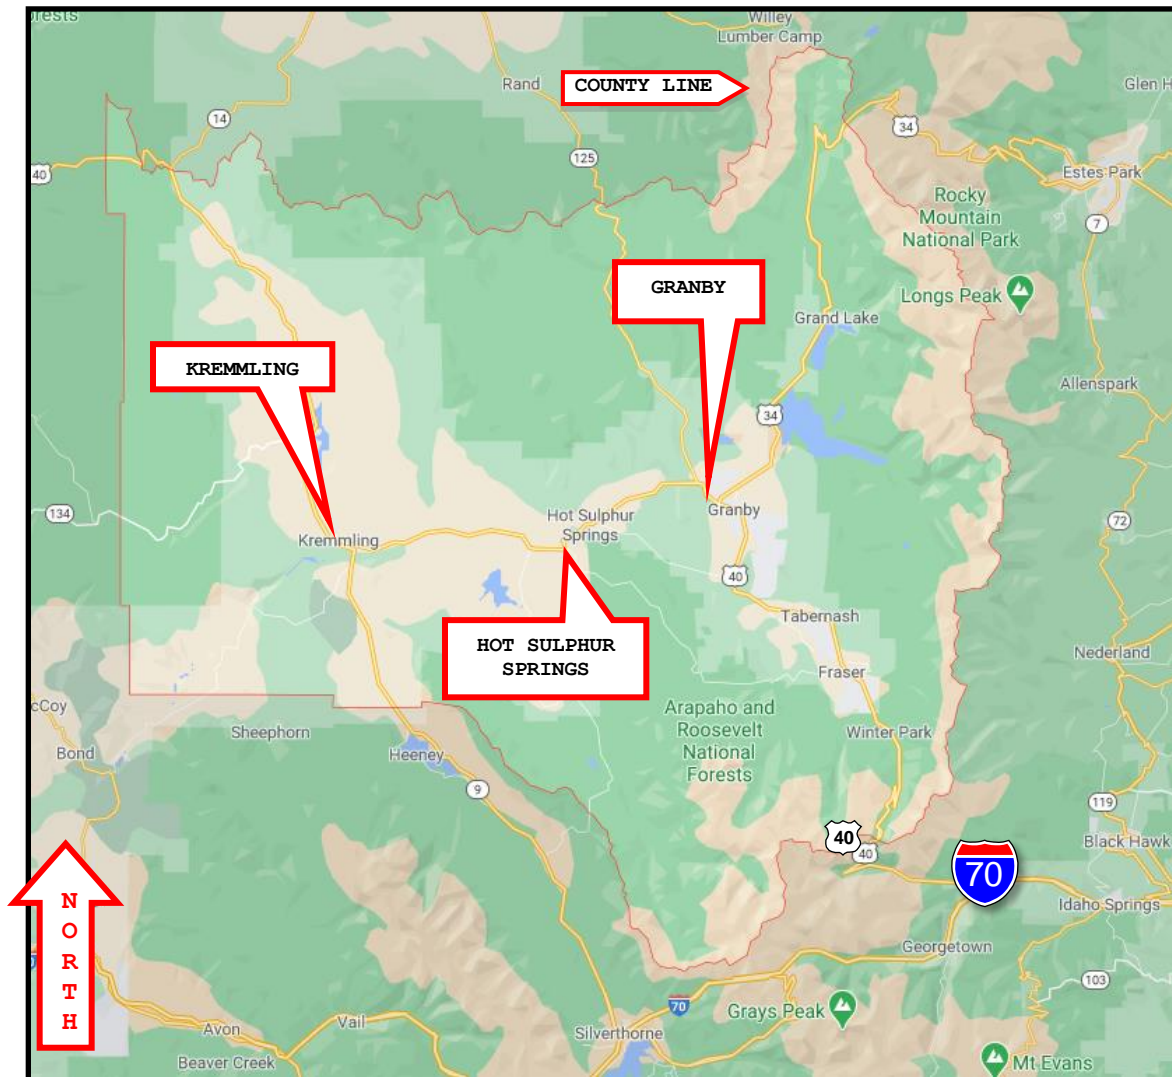 Forests
Willey
Lumber Camp
Rand
COUNTY LINE
Glen H
14
34
125
40
Estes Park
Rocky
Mountain
National Park
7
GRANBY
Longs Peak
Grand Lake
KREMMLING
Allenspark
34
134
Hot Sulphur
Springs
Granby
72
Kremmling
40
Tabernash
HOT SULPHUR
SPRINGS
Nederland
Fraser
Arapaho and
Roosevelt
National
Forests
cCoy
Sheephorn
Winter Park
Bond
Heeney
9
119
40
40
Black Hawk
70
NORTH
Idaho Springs
Georgetown
103
70
Grays Peak
Avon
Vail
Silverthorne
Beaver Creek
Mt Evans